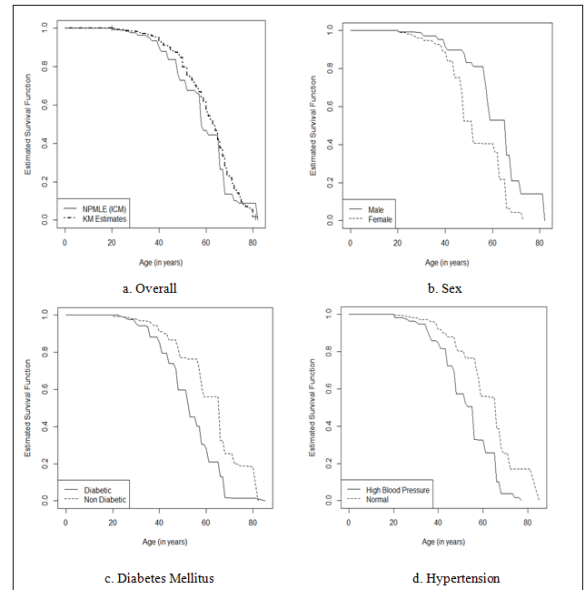 Estimated Survival Function
1.0
0.8
0.6
0.4
0.2
0.0
NPMLE (ICM)
KM Estimates
0 20 40 60 80
Age (in years)
a. Overall
Estimated Survival Function
1.0
0.8
0.6
0.4
0.2
0.0
Male
Female
0 20 40 60 80
Age (in years)
b. Sex
Estimated Survival Function
1.0
0.8
0.6
0.4
0.2
0.0
Diabetic
Non Diabetic
0 20 40 60 80
Age (in years)
c. Diabetes Mellitus
Estimated Survival Function
1.0
0.8
0.6
0.4
0.2
0.0
High Blood Pressure
Normal
0 20 40 60 80
Age (in years)
d. Hypertension